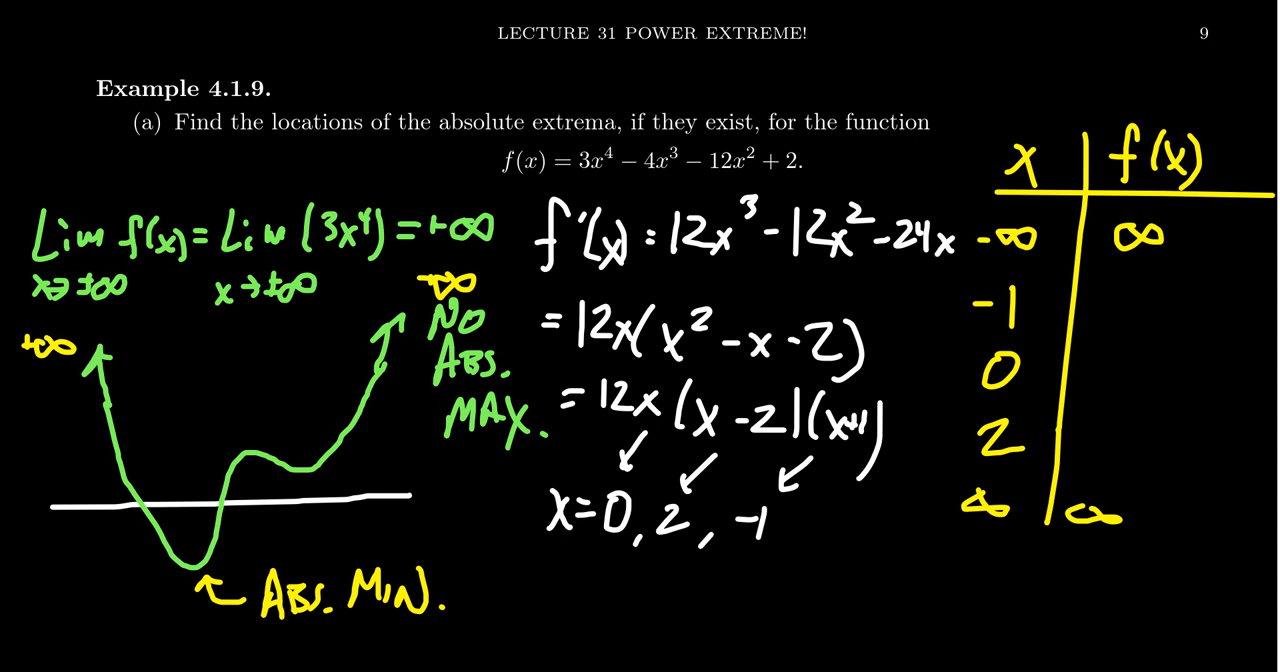 LECTURE 31 POWER EXTREME! 9
Example 4.1.9.
(a) Find the locations of the absolute extrema, if they exist, for the function
f(x) = 3x⁴ − 4x³ − 12x² + 2.
Lim f(x) = Lim (3x⁴) = +∞
x→±∞ x→±∞
+∞
+∞
No
ABS.
MAX.
ABS. MIN.
f'(x) = 12x³ - 12x² - 24x
= 12x(x² - x - 2)
= 12x(x - 2)(x+1)
x = 0, 2, -1
x f(x)
-∞ ∞
-1
0
2
∞ ∞